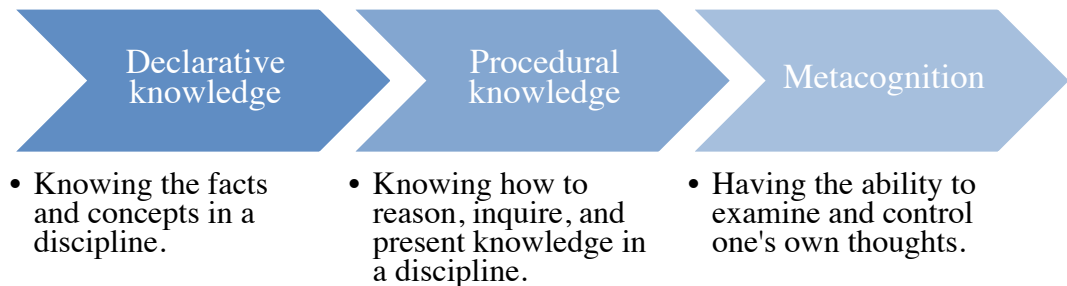 Declarative
knowledge
Procedural
knowledge
Metacognition
• Knowing the facts
and concepts in a
discipline.
• Knowing how to
reason, inquire, and
present knowledge in
a discipline.
• Having the ability to
examine and control
one's own thoughts.